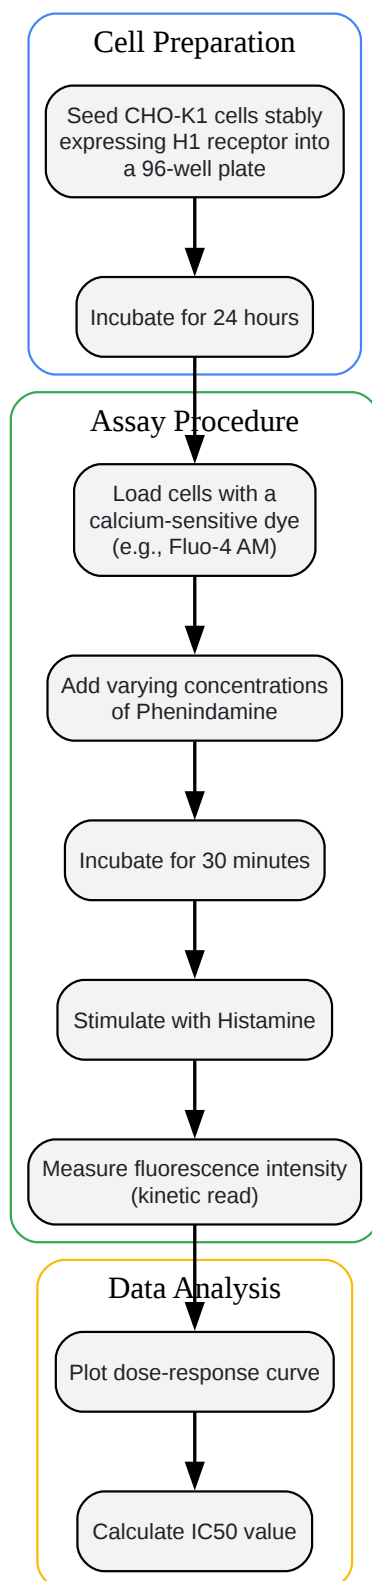 Cell Preparation
Seed CHO-K1 cells stably
expressing H1 receptor into
a 96-well plate
Incubate for 24 hours
Assay Procedure
Load cells with a
calcium-sensitive dye
(e.g., Fluo-4 AM)
Add varying concentrations
of Phenindamine
Incubate for 30 minutes
Stimulate with Histamine
Measure fluorescence intensity
(kinetic read)
Data Analysis
Plot dose-response curve
Calculate IC50 value